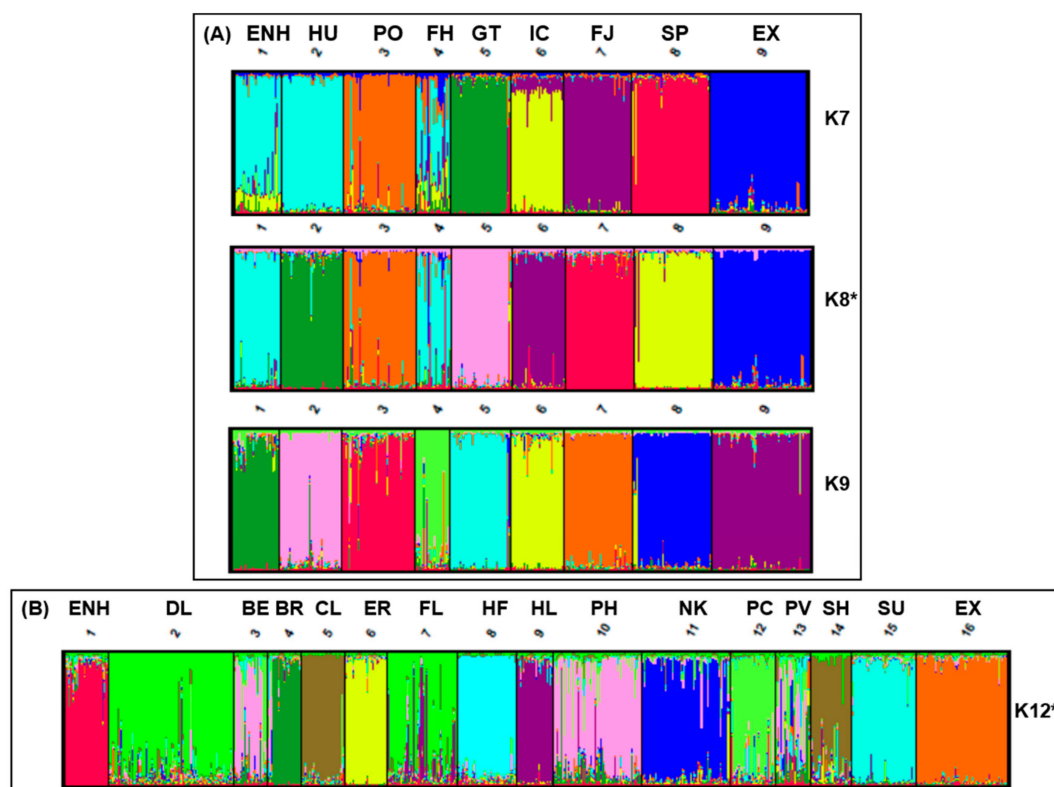 (A) ENH HU PO FH GT IC FJ SP EX
1 2 3 4 5 6 7 8 9
K7
1 2 3 4 5 6 7 8 9
K8*
1 2 3 4 5 6 7 8 9
K9
(B) ENH DL BE BR CL ER FL HF HL PH NK PC PV SH SU EX
1 2 3 4 5 6 7 8 9 10 11 12 13 14 15 16
K12*